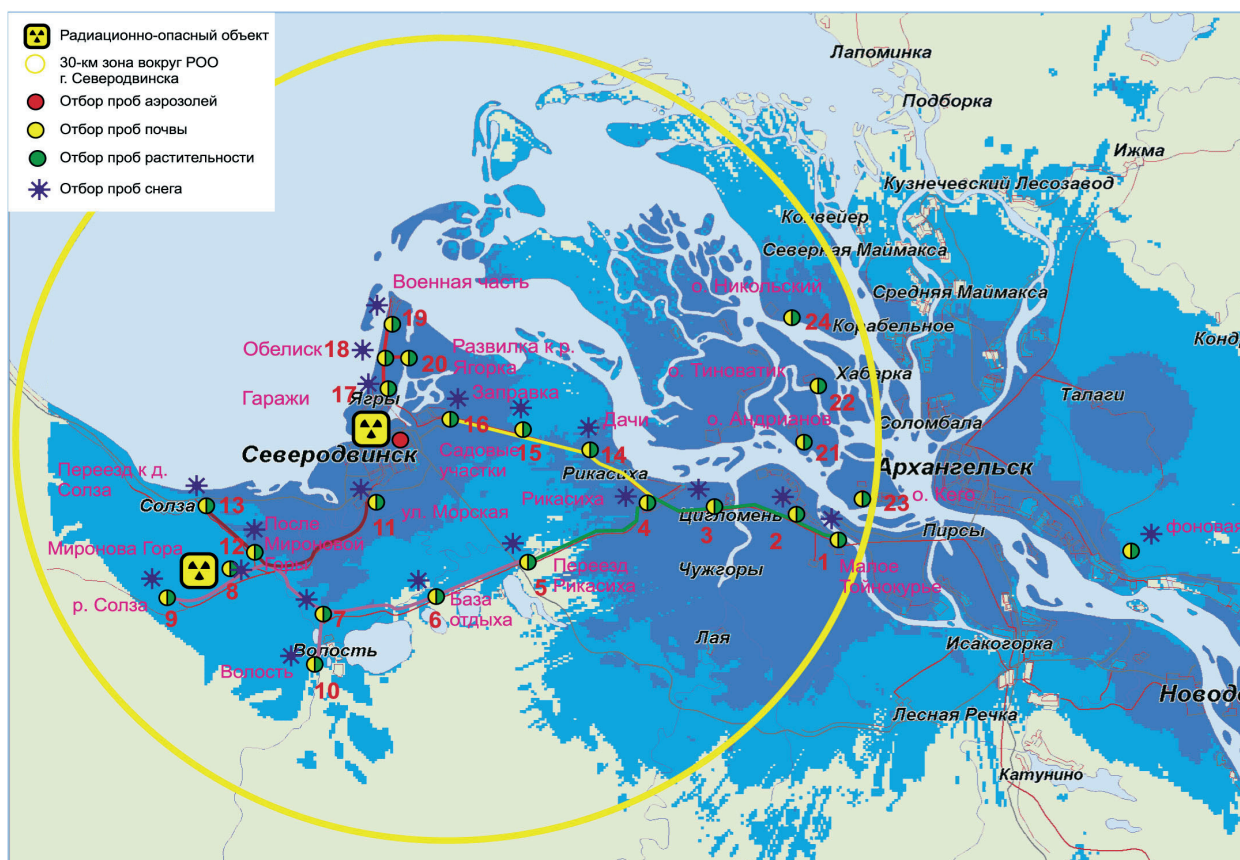 Радиационно-опасный объект
30-км зона вокруг РОО
г. Северодвинска
Отбор проб аэрозолей
Отбор проб почвы
Отбор проб растительности
Отбор проб снега
Лапоминка
Подборка
Ижма
Кузнечевский Лесозавод
Конвейер
Северная Маймакса
Военная часть
о. Никольский
Средняя Маймакса
19
24
Корабельное
Обелиск 18
Развилка к р.
Ягорка
20
Конд
о. Тиноватик
Хабарка
Гаражи
17
Ягры
Заправка
22
Талаги
16
15
Дачи
о. Андрианов
Соломбала
Северодвинск
Садовые
участки
14
21
Рикасиха
Архангельск
Переезд к д.
Солза
Солза
13
11
ул. Морская
Рикасиха
4
3
Цигломень
2
23
о. Кего
Пирсы
фоновая
После
Мироновой
Горы
12
Миронова Гора
8
1
Малое
Тойнокурье
Чужгоры
5
Переезд
Рикасиха
р. Солза
9
7
6
База
отдыха
Лая
Исакогорка
Волость
Волость
10
Новод
Лесная Речка
Катунино